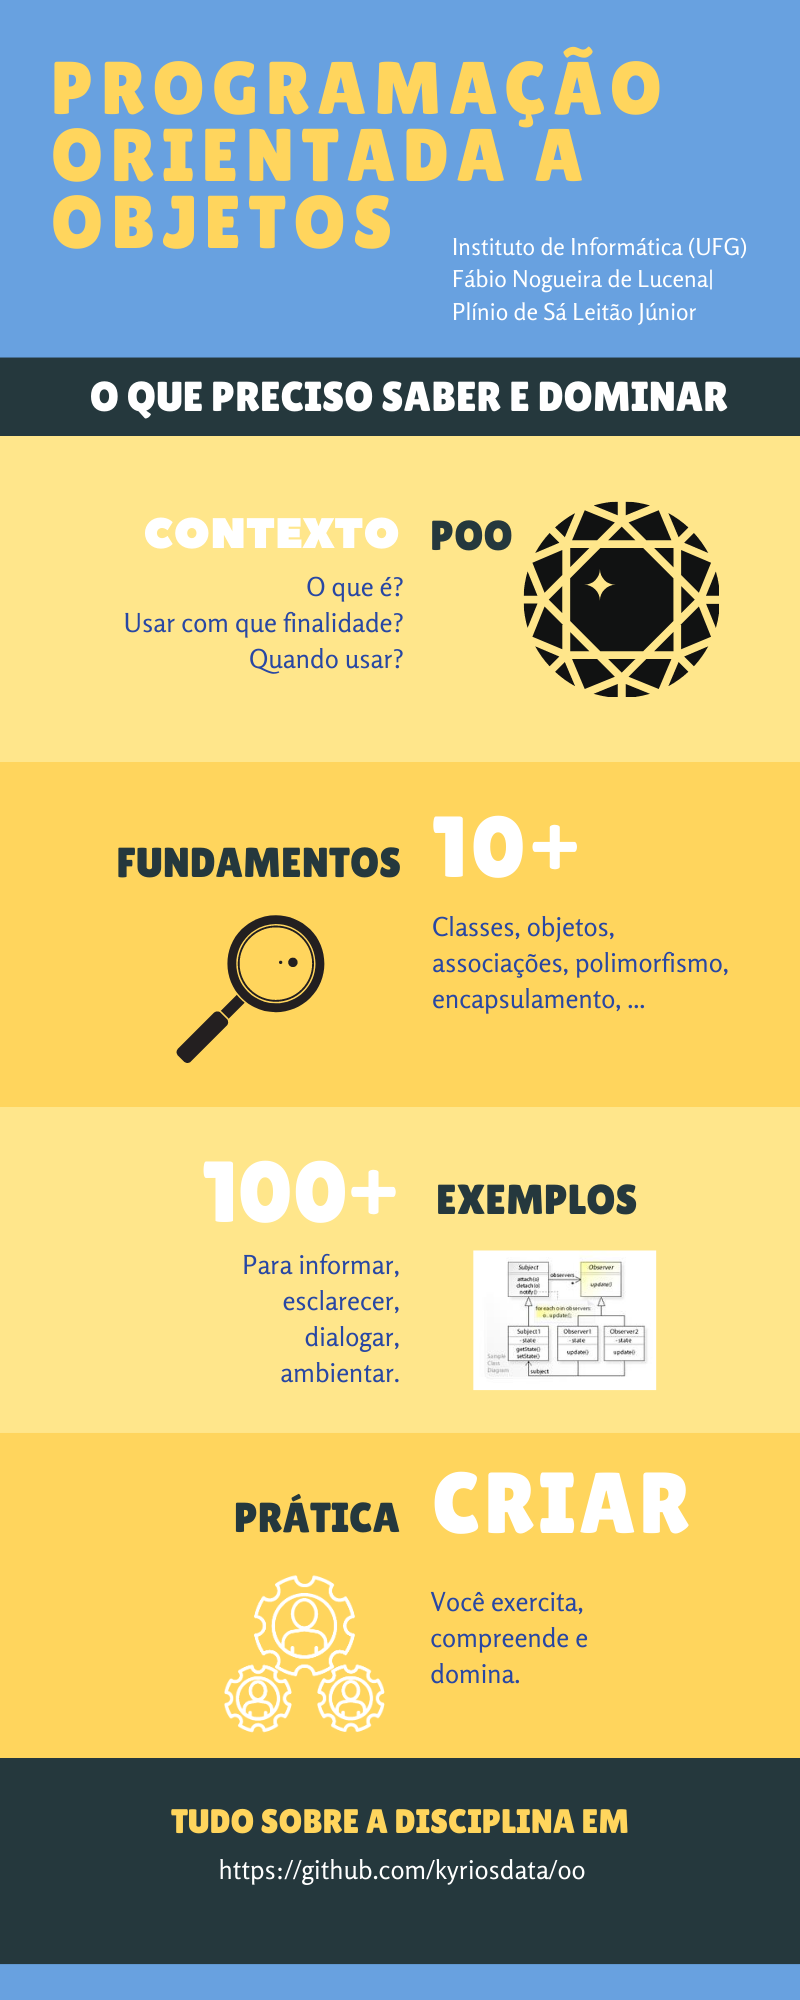 PROGRAMAÇÃO
ORIENTADA A
OBJETOS
Instituto de Informática (UFG)
Fábio Nogueira de Lucena|
Plínio de Sá Leitão Júnior
O QUE PRECISO SABER E DOMINAR
CONTEXTO
POO
O que é?
Usar com que finalidade?
Quando usar?
FUNDAMENTOS
10+
Classes, objetos,
associações, polimorfismo,
encapsulamento, ...
100+
EXEMPLOS
Para informar,
esclarecer,
dialogar,
ambientar.
Subject
attach(o)
detach(o)
notify()
observers
Observer
update()
for each o in observers
o.update();
Subject1
-state
getState()
setState()
Observer1
-state
update()
Observer2
-state
update()
Sample
Class
Diagram
subject
PRÁTICA
CRIAR
Você exercita,
compreende e
domina.
TUDO SOBRE A DISCIPLINA EM
https://github.com/kyriosdata/oo